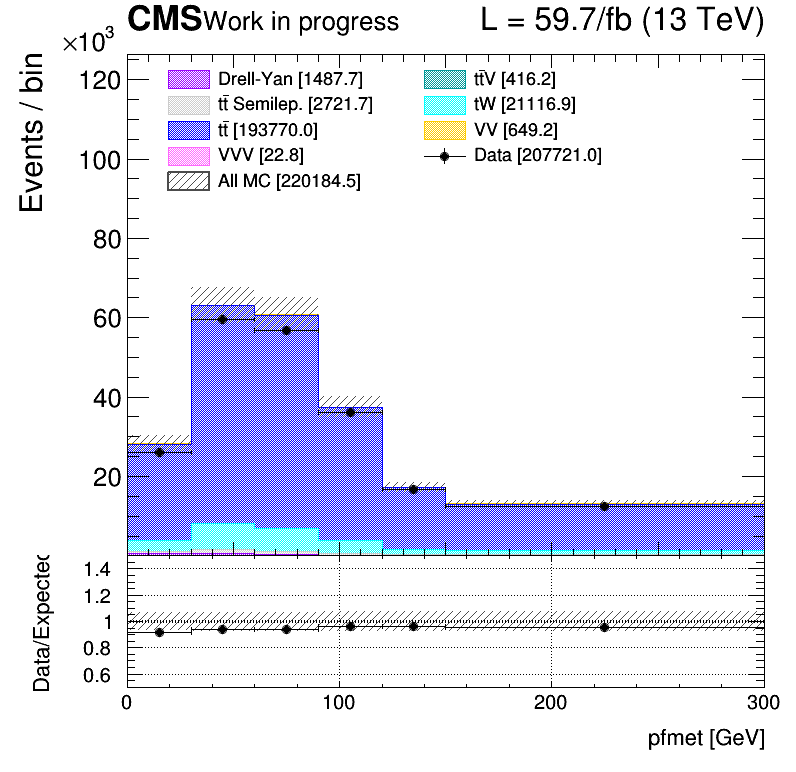 CMS Work in progress L = 59.7/fb (13 TeV)
×10³
Events / bin
Drell-Yan [1487.7]
tt̄V [416.2]
tt̄ Semilep. [2721.7]
tW [21116.9]
tt̄ [193770.0]
VV [649.2]
VVV [22.8]
Data [207721.0]
All MC [220184.5]
120
100
80
60
40
20
Data/Expected
1.4
1.2
1
0.8
0.6
0 100 200 300
pfmet [GeV]